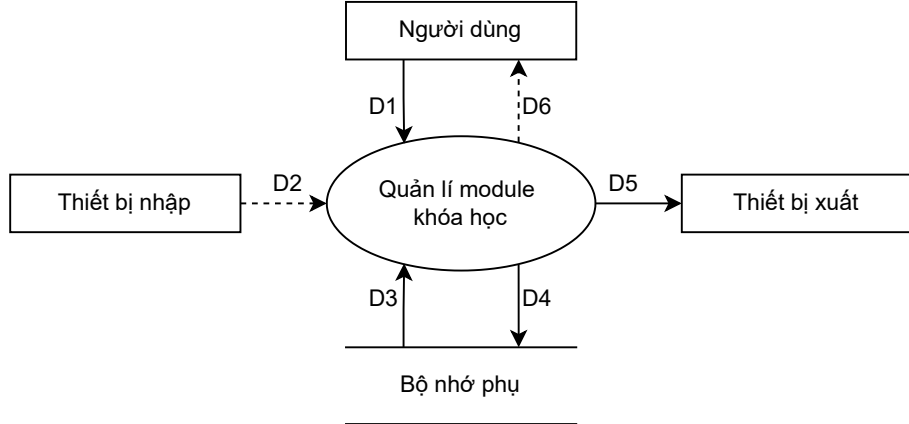 Người dùng
D1
D6
Thiết bị nhập
D2
Quản lí module
khóa học
D5
Thiết bị xuất
D3
D4
Bộ nhớ phụ